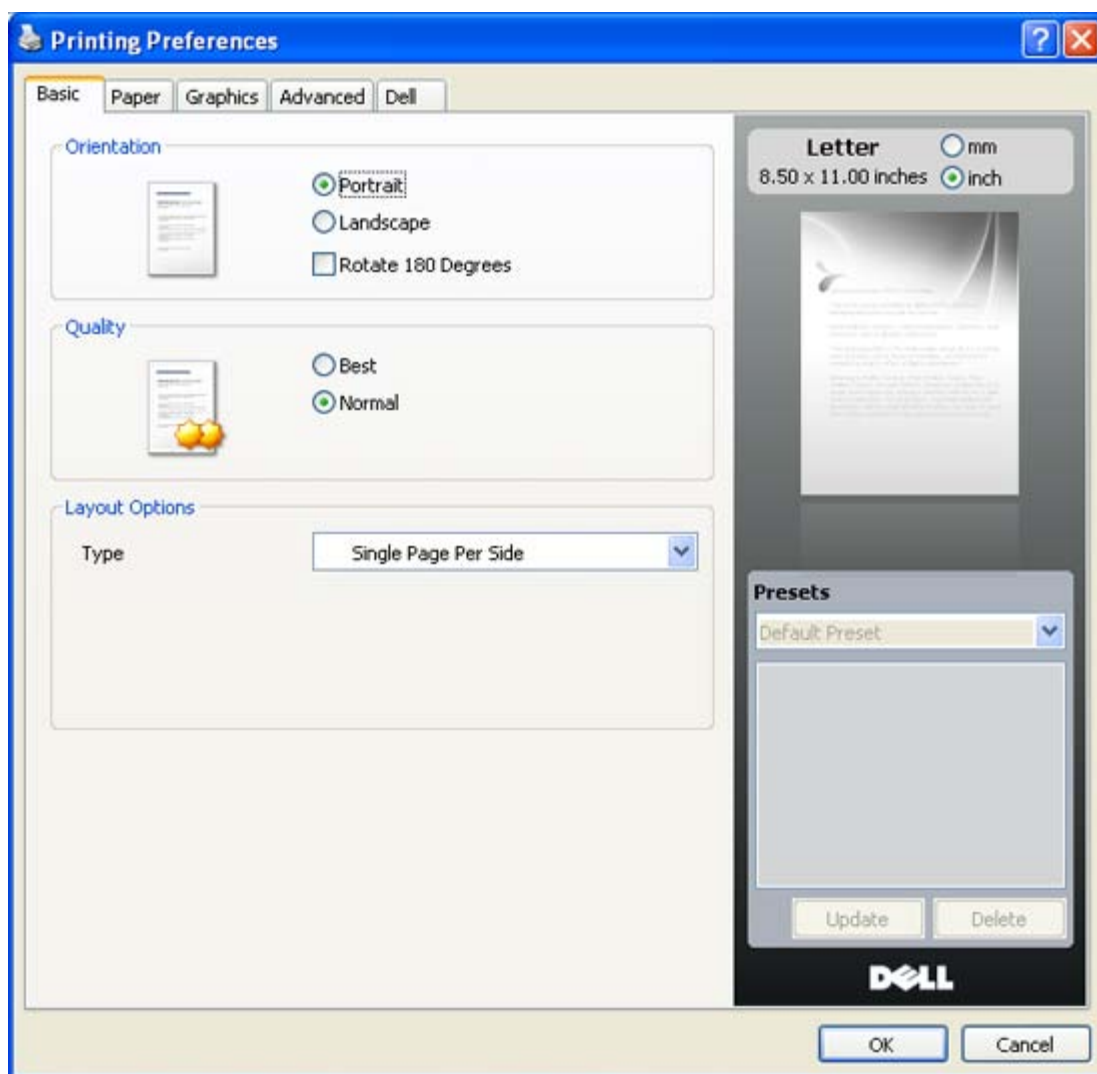 Printing Preferences
Basic
Paper
Graphics
Advanced
Dell
Orientation
Portrait
Landscape
Rotate 180 Degrees
Quality
Best
Normal
Layout Options
Type
Single Page Per Side
Letter
mm
8.50 x 11.00 inches
inch
Presets
Default Preset
Update
Delete
DELL
OK
Cancel